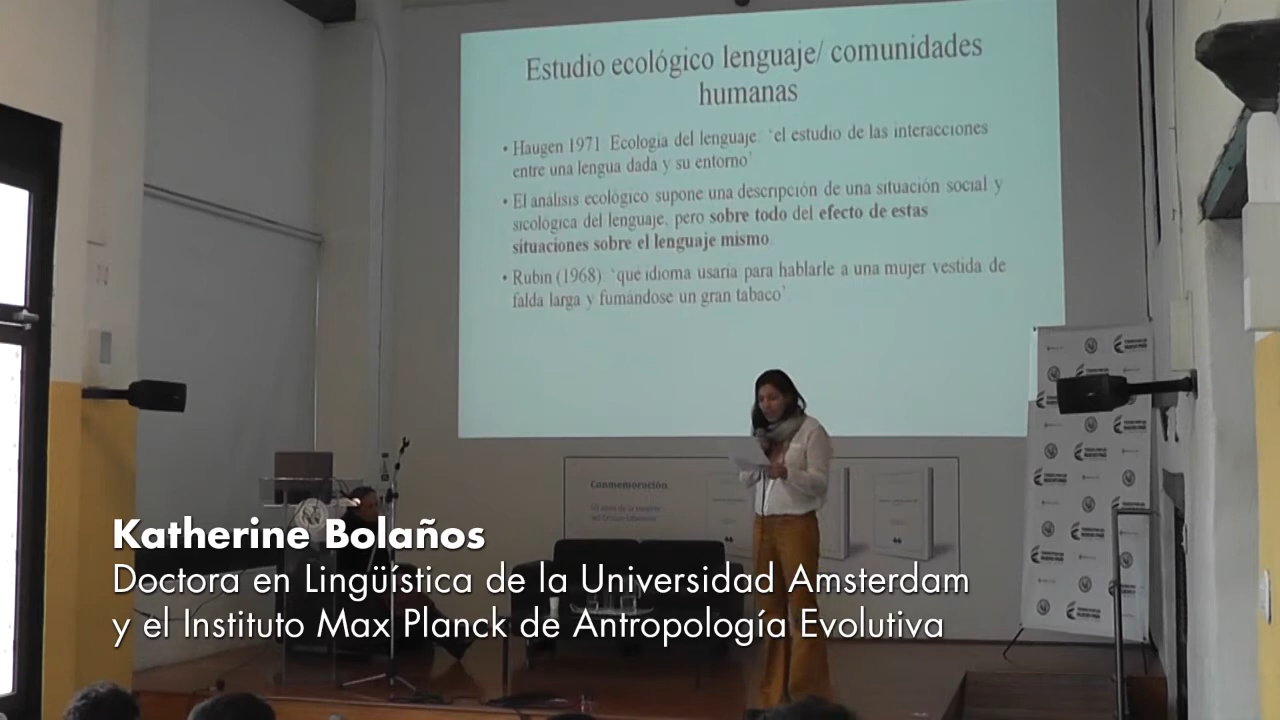 Estudio ecológico lenguaje/ comunidades
humanas
• Haugen 1971 Ecologia del lenguaje: ‘el estudio de las interacciones
entre una lengua dada y su entorno’
• El análisis ecológico supone una descripción de una situación social y
sicológica del lenguaje, pero sobre todo del efecto de estas
situaciones sobre el lenguaje mismo.
• Rubin (1968): ‘que idioma usaria para hablarle a una mujer vestida de
falda larga y fumándose un gran tabaco’
Conmemoración
Katherine Bolaños
Doctora en Lingüística de la Universidad Amsterdam
y el Instituto Max Planck de Antropología Evolutiva